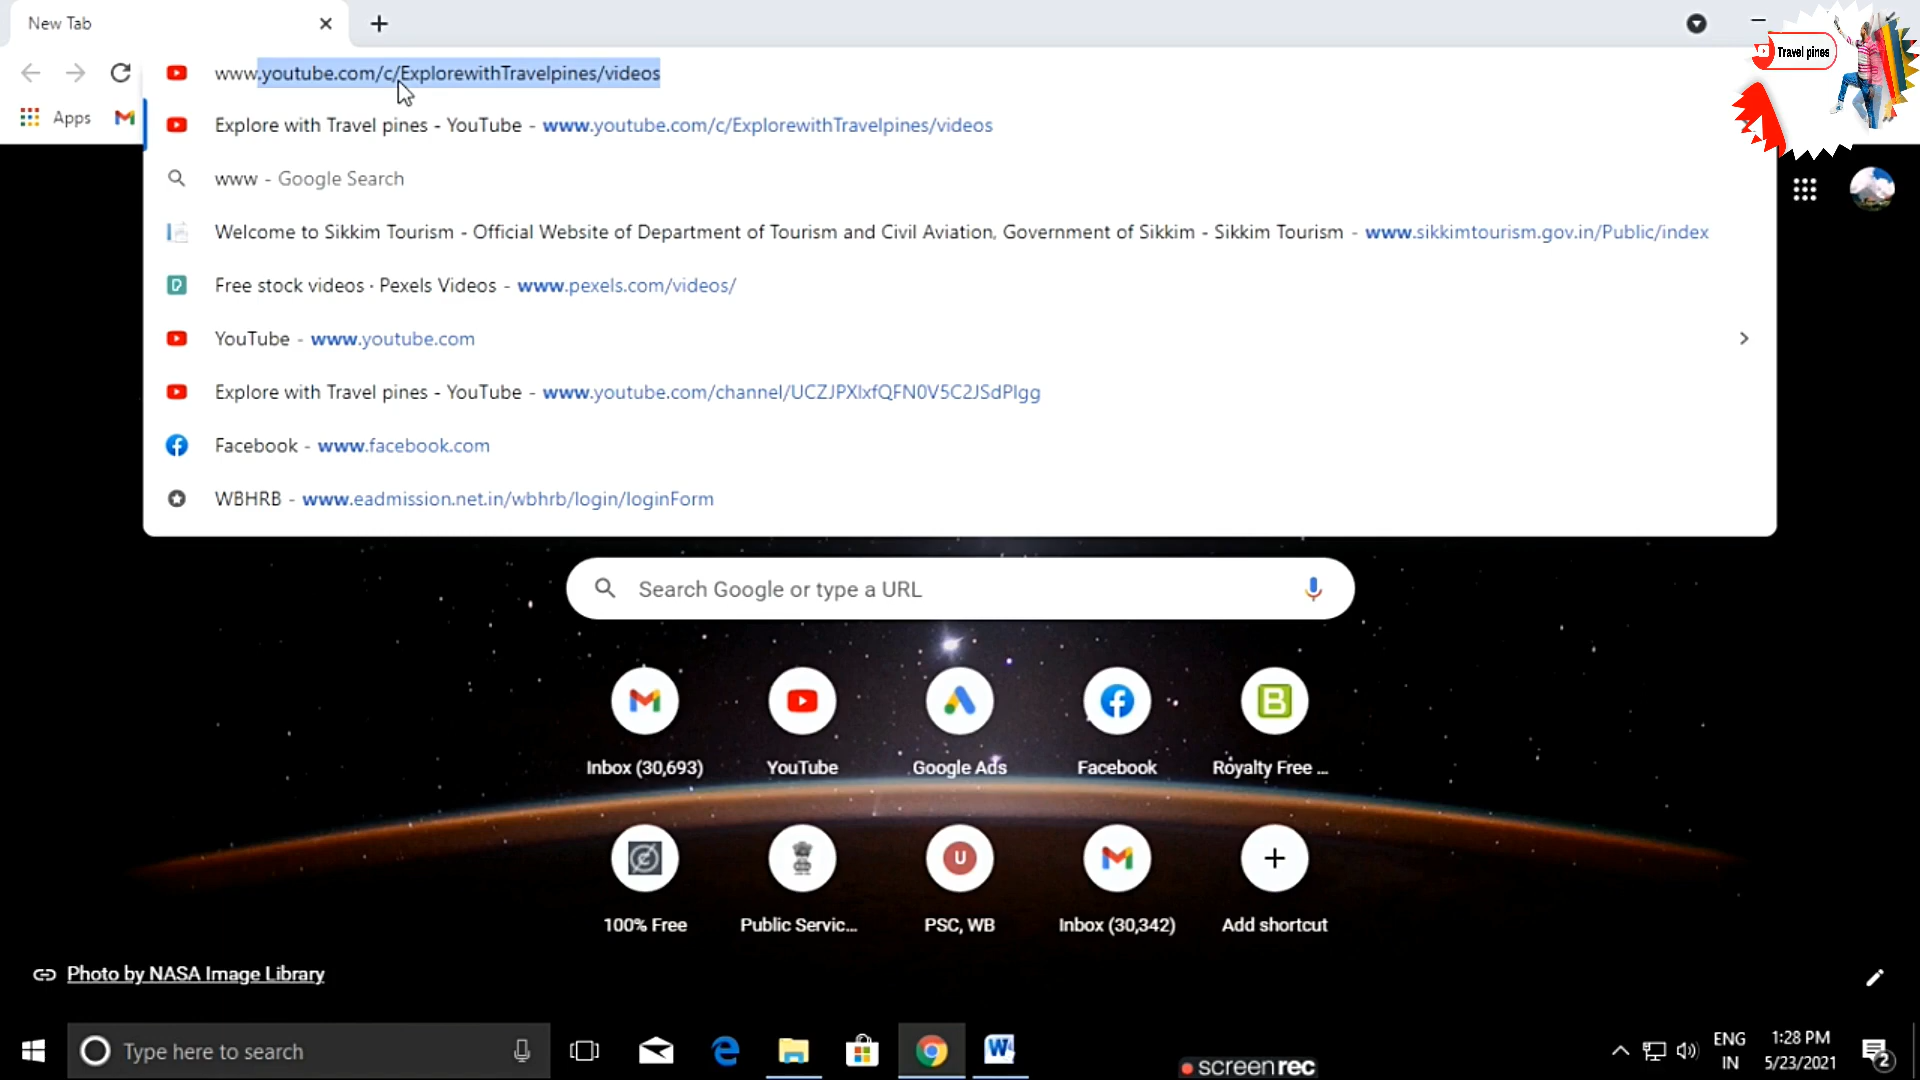 New Tab
Travel pines
www.youtube.com/c/ExplorewithTravelpines/videos
Apps
Explore with Travel pines - YouTube - www.youtube.com/c/ExplorewithTravelpines/videos
www - Google Search
Welcome to Sikkim Tourism - Official Website of Department of Tourism and Civil Aviation, Government of Sikkim - Sikkim Tourism - www.sikkimtourism.gov.in/Public/index
Free stock videos · Pexels Videos - www.pexels.com/videos/
YouTube - www.youtube.com
Explore with Travel pines - YouTube - www.youtube.com/channel/UCZJPXlxfQFN0V5C2JSdPlgg
Facebook - www.facebook.com
WBHRB - www.eadmission.net.in/wbhrb/login/loginForm
Search Google or type a URL
Inbox (30,693) YouTube Google Ads Facebook Royalty Free ...
U
100% Free Public Servic... PSC, WB Inbox (30,342) Add shortcut
Photo by NASA Image Library
Type here to search
ENG
IN
1:28 PM
5/23/2021
2
screenrec